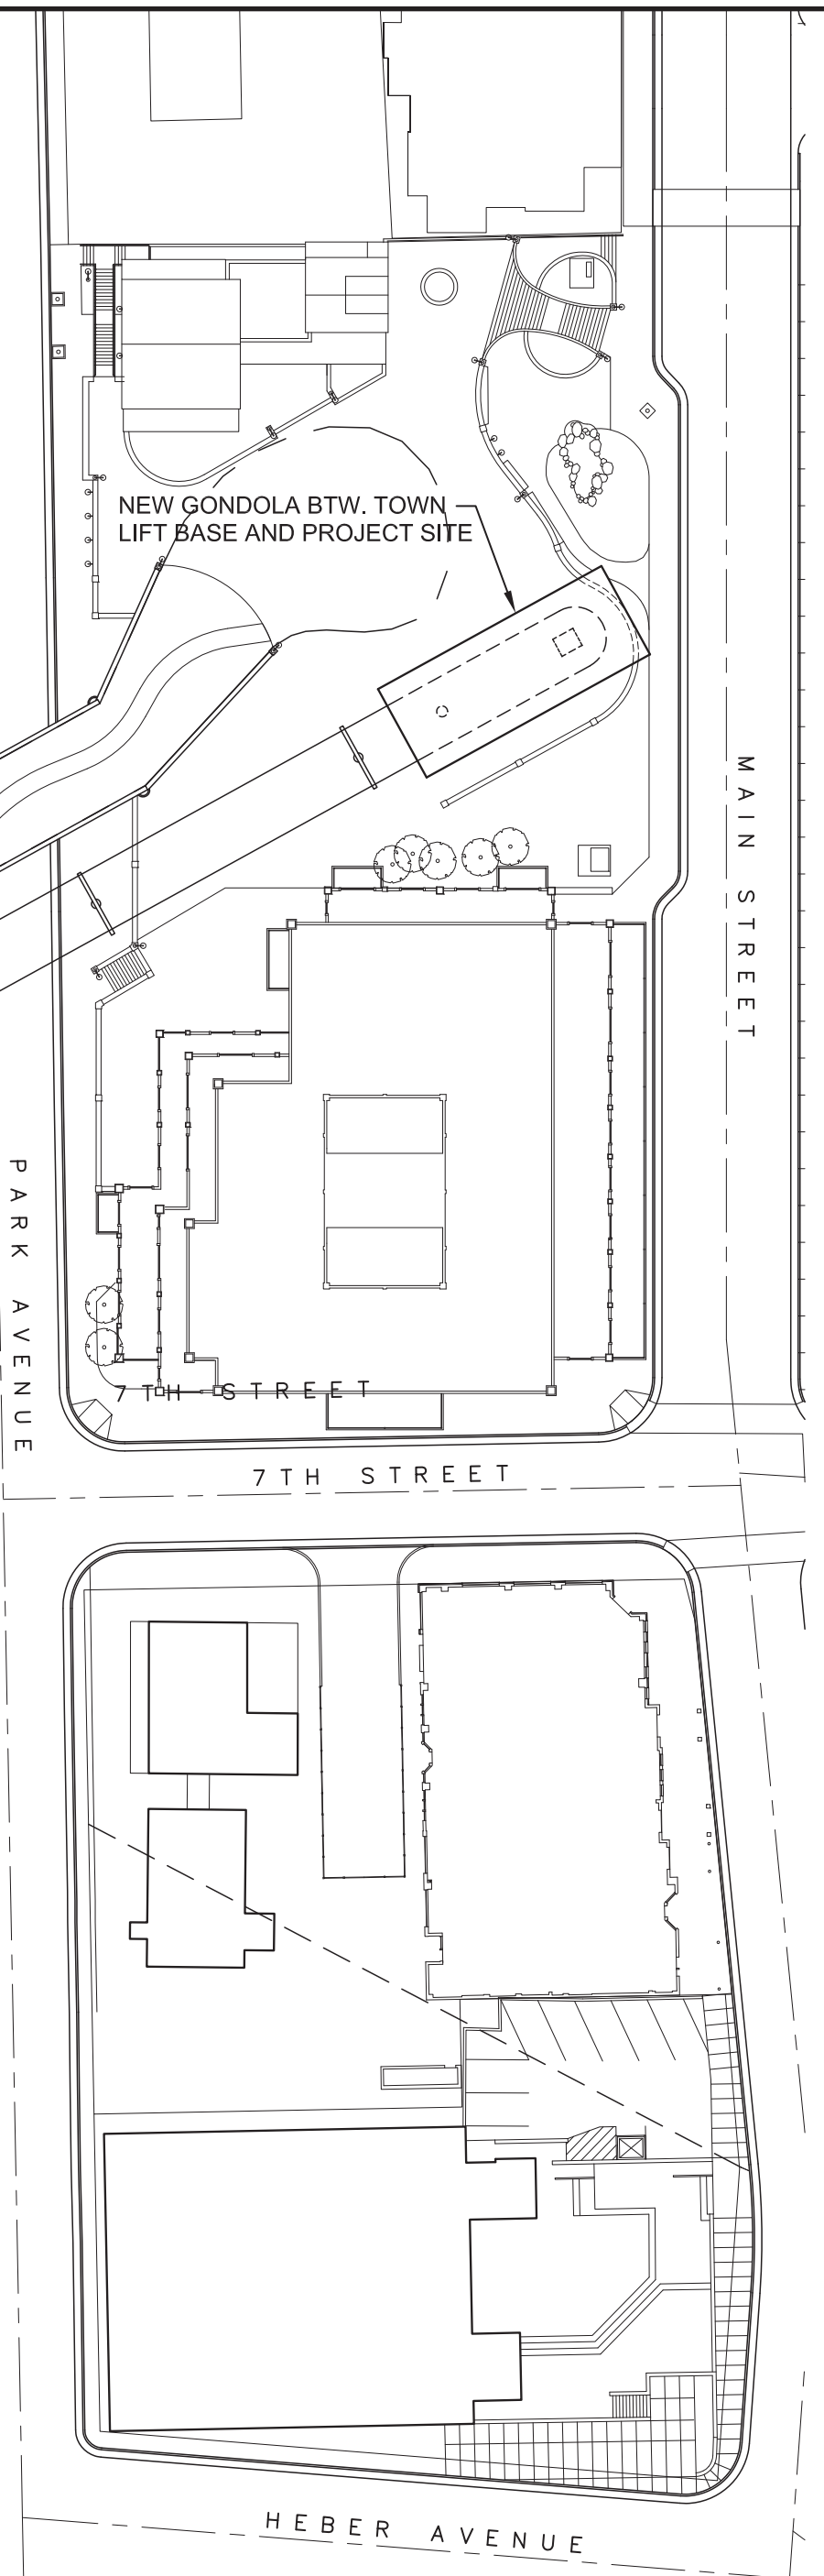 NEW GONDOLA BTW. TOWN
LIFT BASE AND PROJECT SITE
MAIN STREET
PARK AVENUE
7TH STREET
7TH STREET
HEBER AVENUE